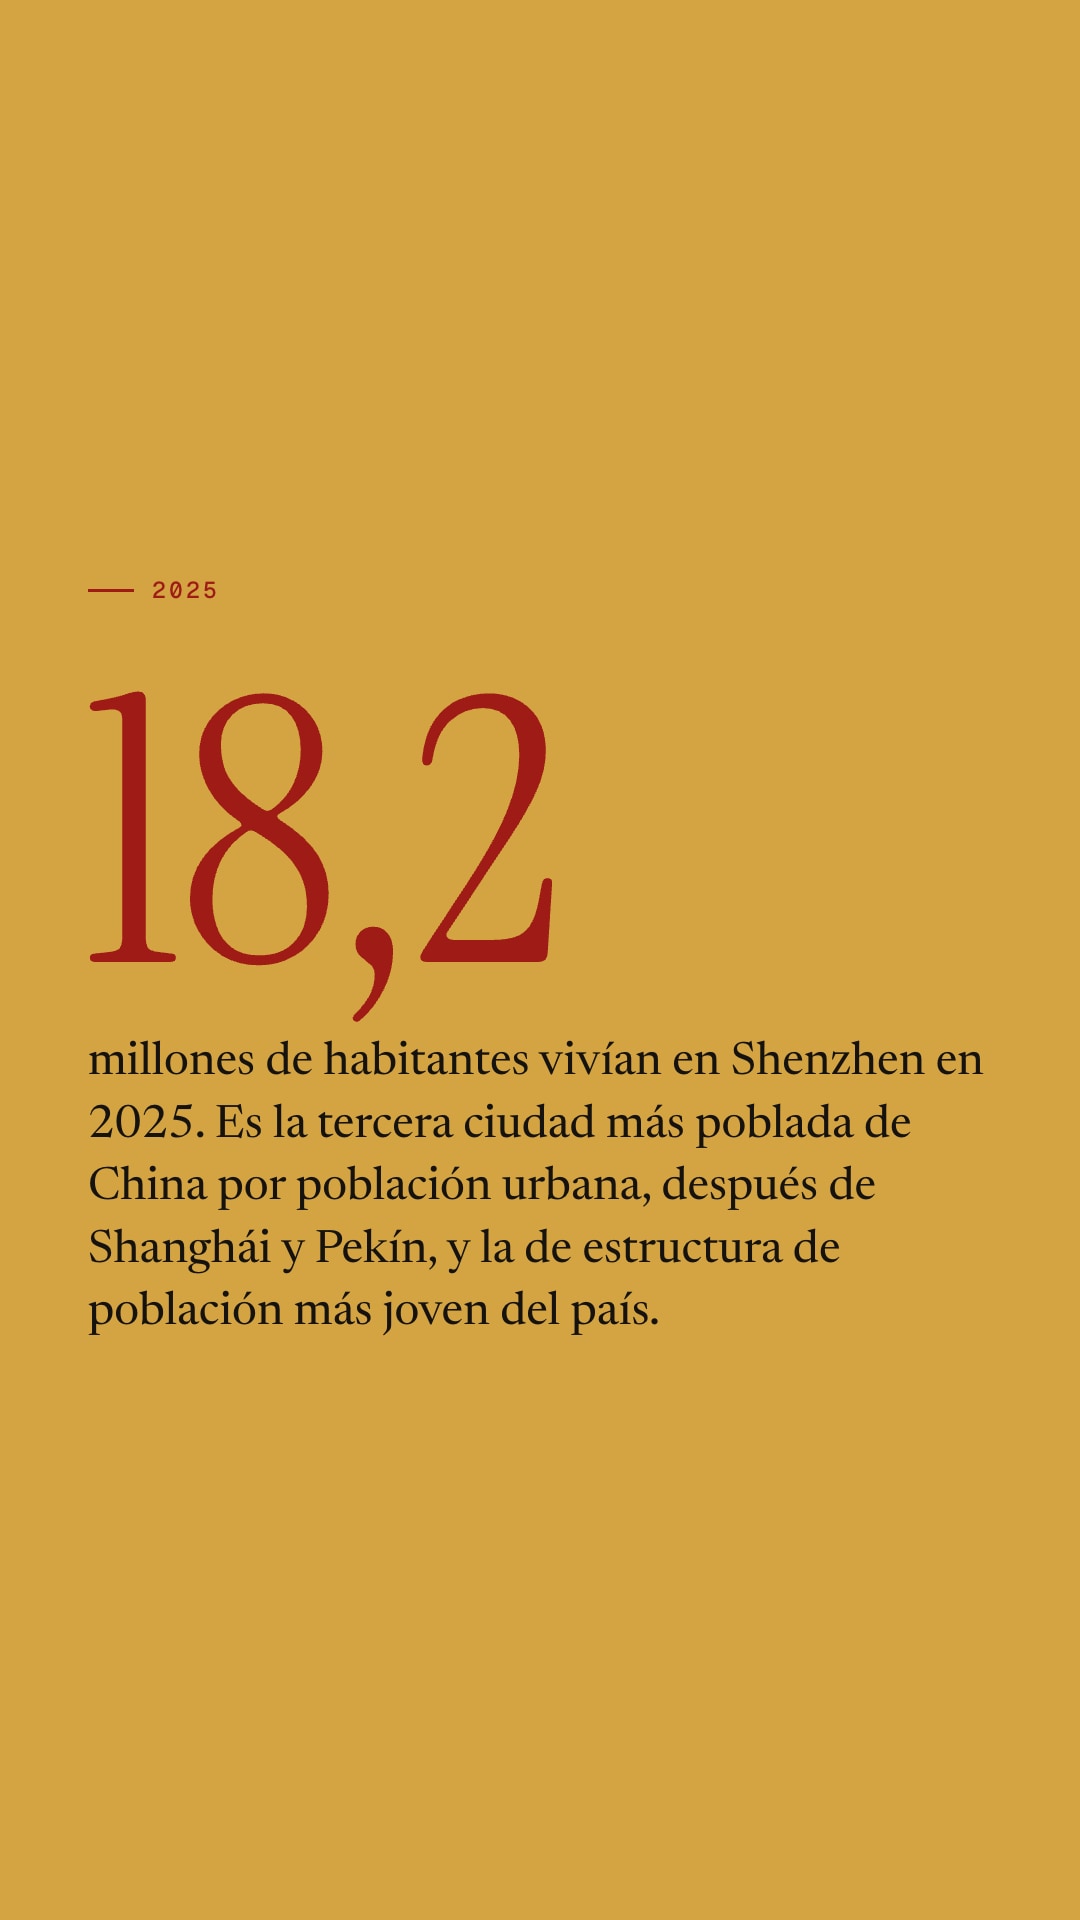 — 2025
18,2
millones de habitantes vivían en Shenzhen en
2025. Es la tercera ciudad más poblada de
China por población urbana, después de
Shanghái y Pekín, y la de estructura de
población más joven del país.